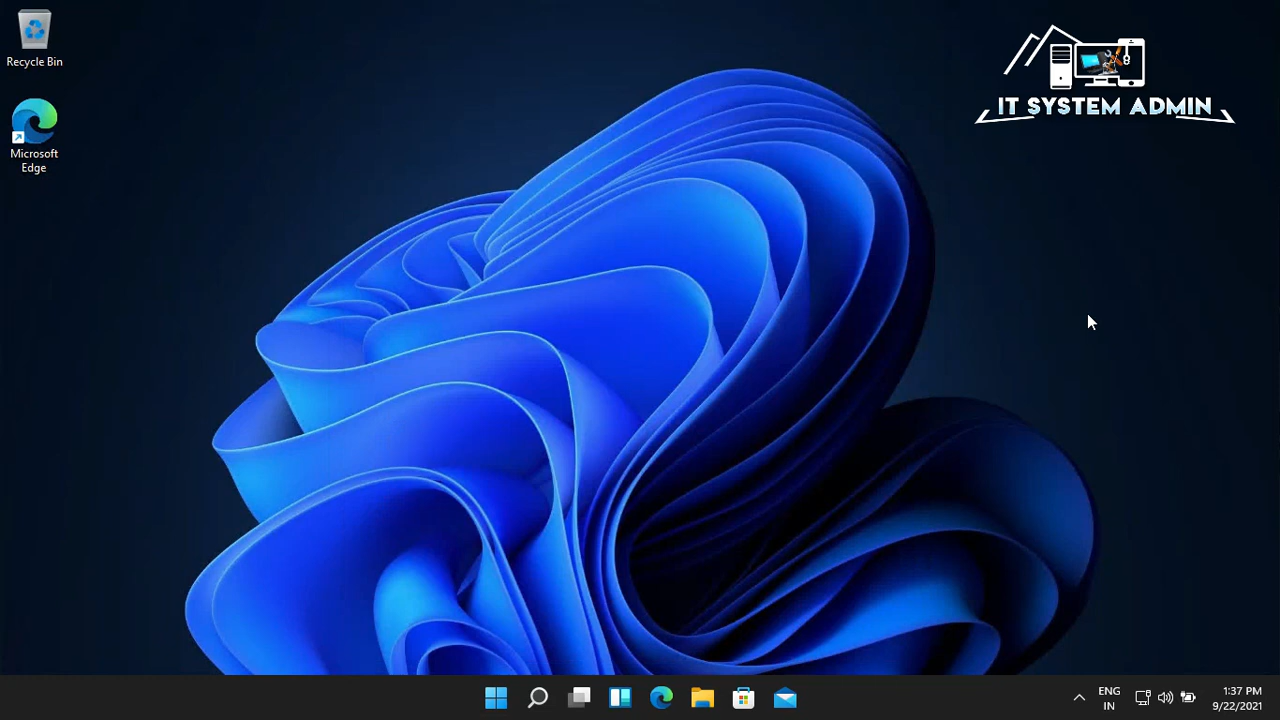 Recycle Bin
Microsoft
Edge
IT SYSTEM ADMIN
ENG
IN
1:37 PM
9/22/2021